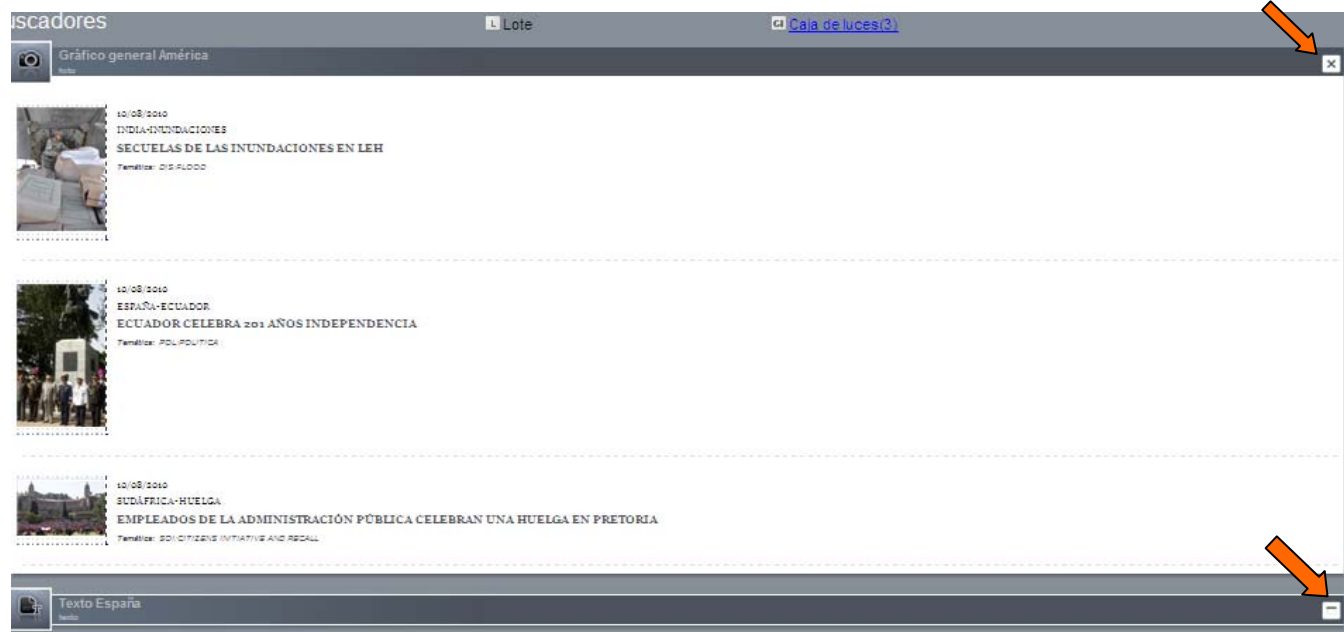 uscadores
L Lote
GI Caja de luces(3)
Gráfico general América
foto
10/08/2010
INDIA-INUNDACIONES
SECUELAS DE LAS INUNDACIONES EN LEH
Temática: DIS:FLOOD
10/08/2010
ESPAÑA-ECUADOR
ECUADOR CELEBRA 201 AÑOS INDEPENDENCIA
Temática: POL:POLITICA
10/08/2010
SUDÁFRICA-HUELGA
EMPLEADOS DE LA ADMINISTRACIÓN PÚBLICA CELEBRAN UNA HUELGA EN PRETORIA
Temática: SOI:CITIZENS INITIATIVE AND RECALL
Texto España
texto